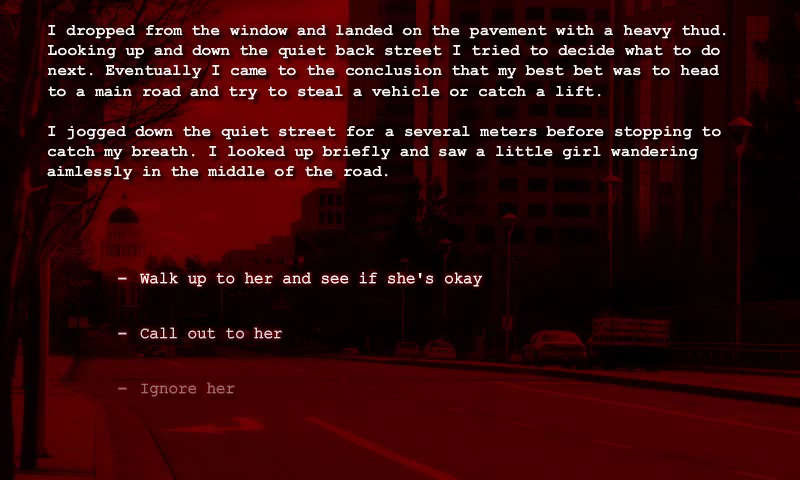 I dropped from the window and landed on the pavement with a heavy thud.
Looking up and down the quiet back street I tried to decide what to do
next. Eventually I came to the conclusion that my best bet was to head
to a main road and try to steal a vehicle or catch a lift.
I jogged down the quiet street for a several meters before stopping to
catch my breath. I looked up briefly and saw a little girl wandering
aimlessly in the middle of the road.
- Walk up to her and see if she's okay
- Call out to her
- Ignore her